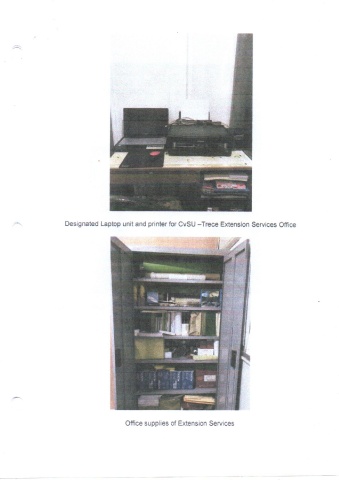 Designated Laptop unit and printer for CvSU –Trece Extension Services Office
Office supplies of Extension Services